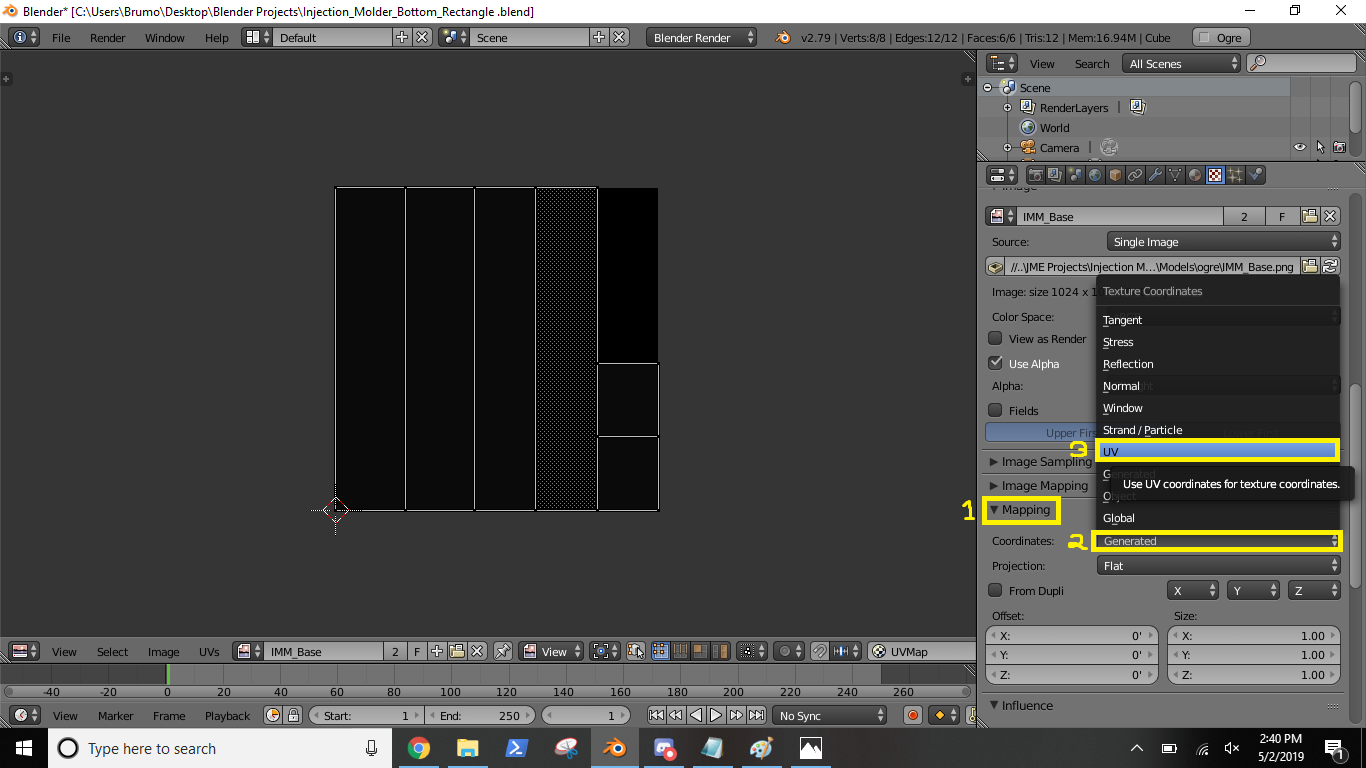 Blender* [C:\Users\Brumo\Desktop\Blender Projects\Injection_Molder_Bottom_Rectangle .blend]
File Render Window Help Default Scene Blender Render v2.79 | Verts:8/8 | Edges:12/12 | Faces:6/6 | Tris:12 | Mem:16.94M | Cube Ogre
View Search All Scenes
Scene
RenderLayers
World
Camera
Image
IMM_Base 2 F
Source: Single Image
//..\JME Projects\Injection M...\Models\ogre\IMM_Base.png
Image: size 1024 x 1
Texture Coordinates
Color Space:
Tangent
View as Render
Stress
Use Alpha
Reflection
Alpha:
Normal
Fields
Window
Upper First
Strand / Particle
3 UV
Image Sampling
Generated
Use UV coordinates for texture coordinates.
Image Mapping
1 Mapping
Global
Coordinates: 2 Generated
Projection: Flat
From Dupli X Y Z
Offset: Size:
X: 0' X: 1.00
Y: 0' Y: 1.00
Z: 0' Z: 1.00
View Select Image UVs IMM_Base 2 F View UVMap
-40 -20 0 20 40 60 80 100 120 140 160 180 200 220 240 260
Influence
View Marker Frame Playback Start: 1 End: 250 1 No Sync
Type here to search
2:40 PM
5/2/2019
1